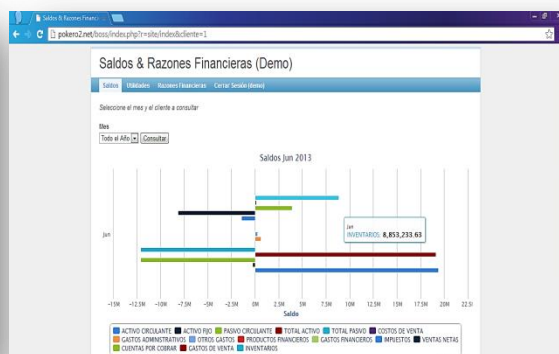 Saldos & Razones Financi
pokero2.net/boss/index.php?r=site/index&cliente=1
Saldos & Razones Financieras (Demo)
Saldos Utilidades Razones Financieras Cerrar Sesión (demo)
Seleccione el mes y el cliente a consultar
Mes
Todo el Año Consultar
Saldos Jun 2013
Jun
INVENTARIOS: 8,853,233.63
Jun
-15M -12.5M -10M -7.5M -5M -2.5M 0M 2.5M 5M 7.5M 10M 12.5M 15M 17.5M 20M 22.5M
Saldo
ACTIVO CIRCULANTE ACTIVO FIJO PASIVO CIRCULANTE TOTAL ACTIVO TOTAL PASIVO COSTOS DE VENTA
GASTOS ADMINISTRATIVOS OTROS GASTOS PRODUCTOS FINANCIEROS GASTOS FINANCIEROS IMPUESTOS VENTAS NETAS
CUENTAS POR COBRAR GASTOS DE VENTA INVENTARIOS